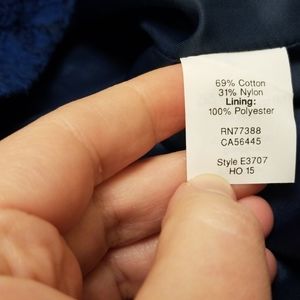 69% Cotton
31% Nylon
Lining:
100% Polyester
RN77388
CA56445
Style E3707
HO 15